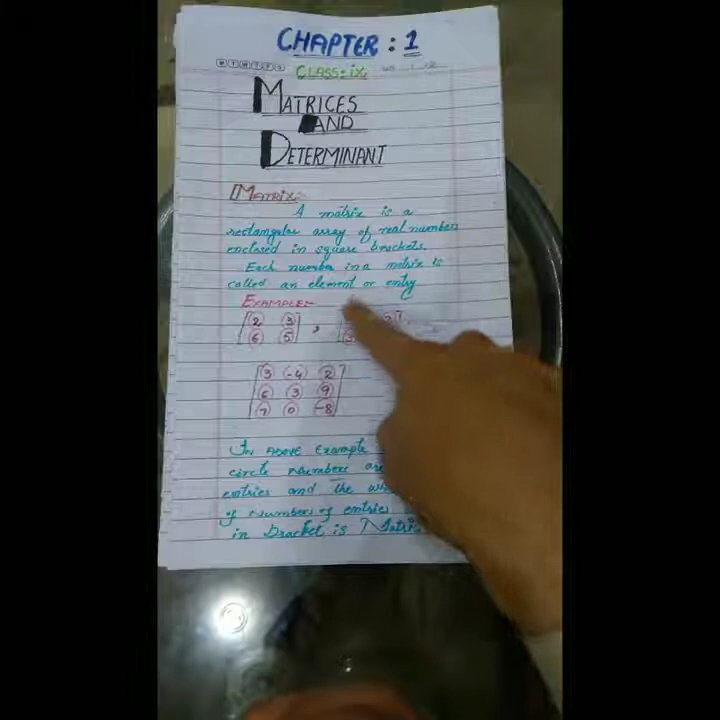 CHAPTER : 1
M T W T F S
CLASS: IX
MATRICES
AND
DETERMINANT
MATRIX:
A matrix is a
rectangular array of real numbers
enclosed in square brackets.
Each number in a matrix is
called an element or entry
EXAMPLE:
2 3 ,
6 5
3 -4 2
6 3 9
7 0 -8
In above example
circle numbers are
entries and the
of numbers of entries
in bracket is